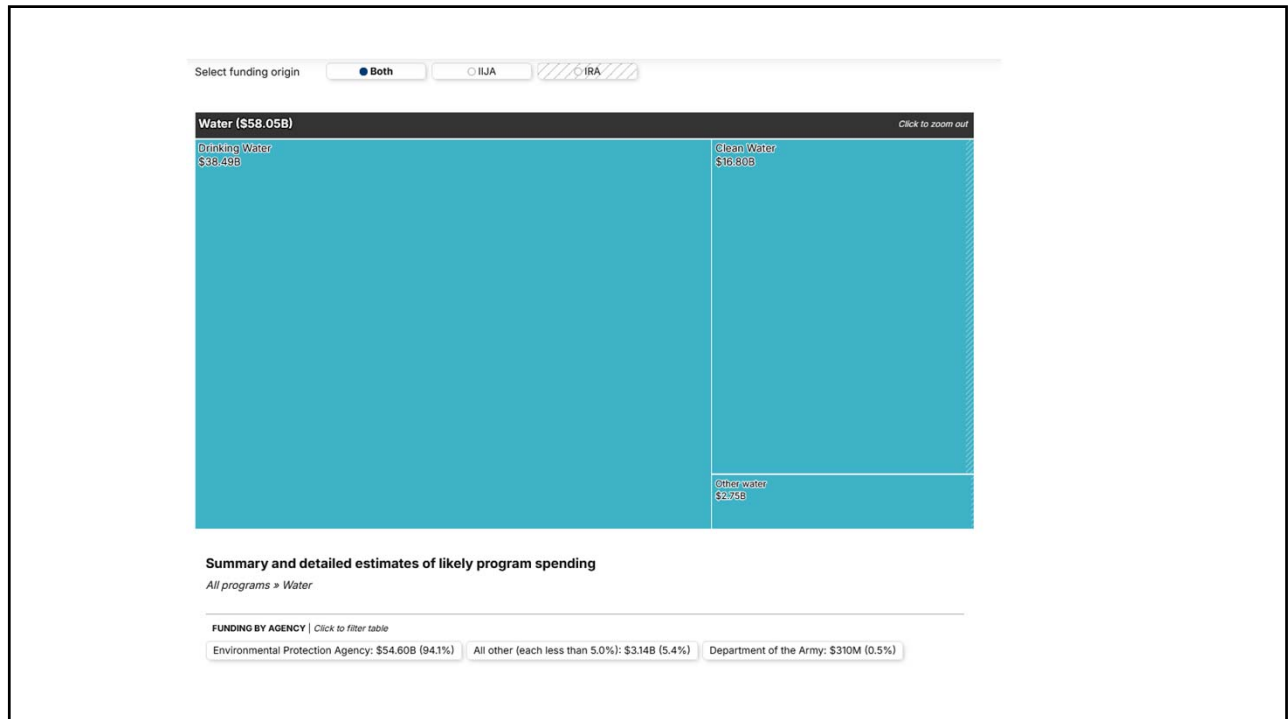 Select funding origin Both IIJA IRA
Water ($58.05B) Click to zoom out
Drinking Water
$38.49B
Clean Water
$16.80B
Other water
$2.75B
Summary and detailed estimates of likely program spending
All programs » Water
FUNDING BY AGENCY | Click to filter table
Environmental Protection Agency: $54.60B (94.1%) All other (each less than 5.0%): $3.14B (5.4%) Department of the Army: $310M (0.5%)